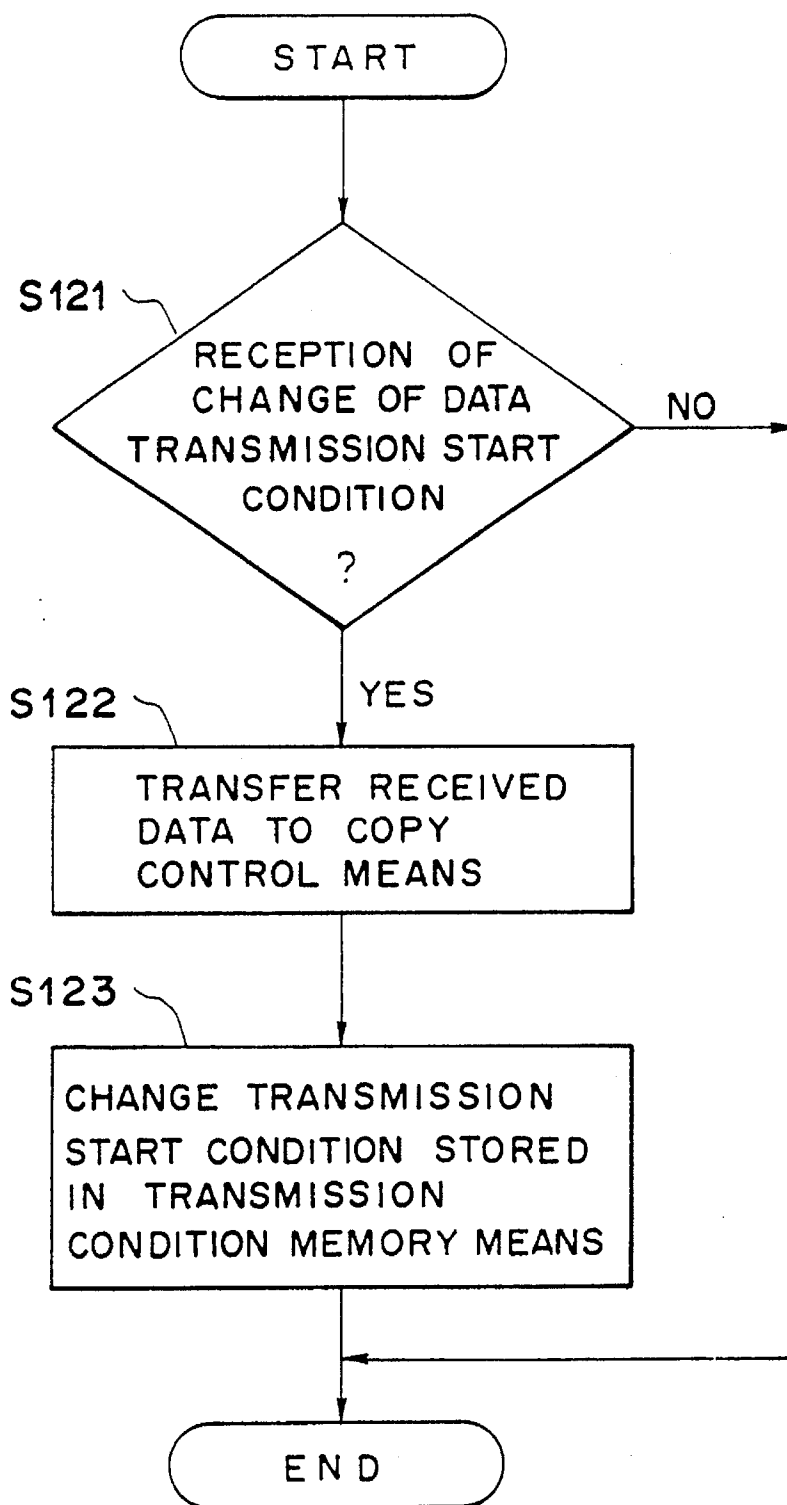 START
S121
RECEPTION OF
CHANGE OF DATA
TRANSMISSION START
CONDITION
?
NO
YES
S122
TRANSFER RECEIVED
DATA TO COPY
CONTROL MEANS
S123
CHANGE TRANSMISSION
START CONDITION STORED
IN TRANSMISSION
CONDITION MEMORY MEANS
END